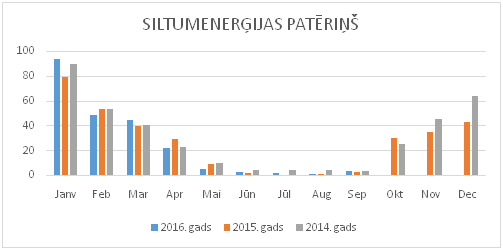 SILTUMENERĢIJAS PATĒRIŅŠ
100
80
60
40
20
0
Janv Feb Mar Apr Mai Jūn Jūl Aug Sep Okt Nov Dec
2016.gads 2015.gads 2014.gads